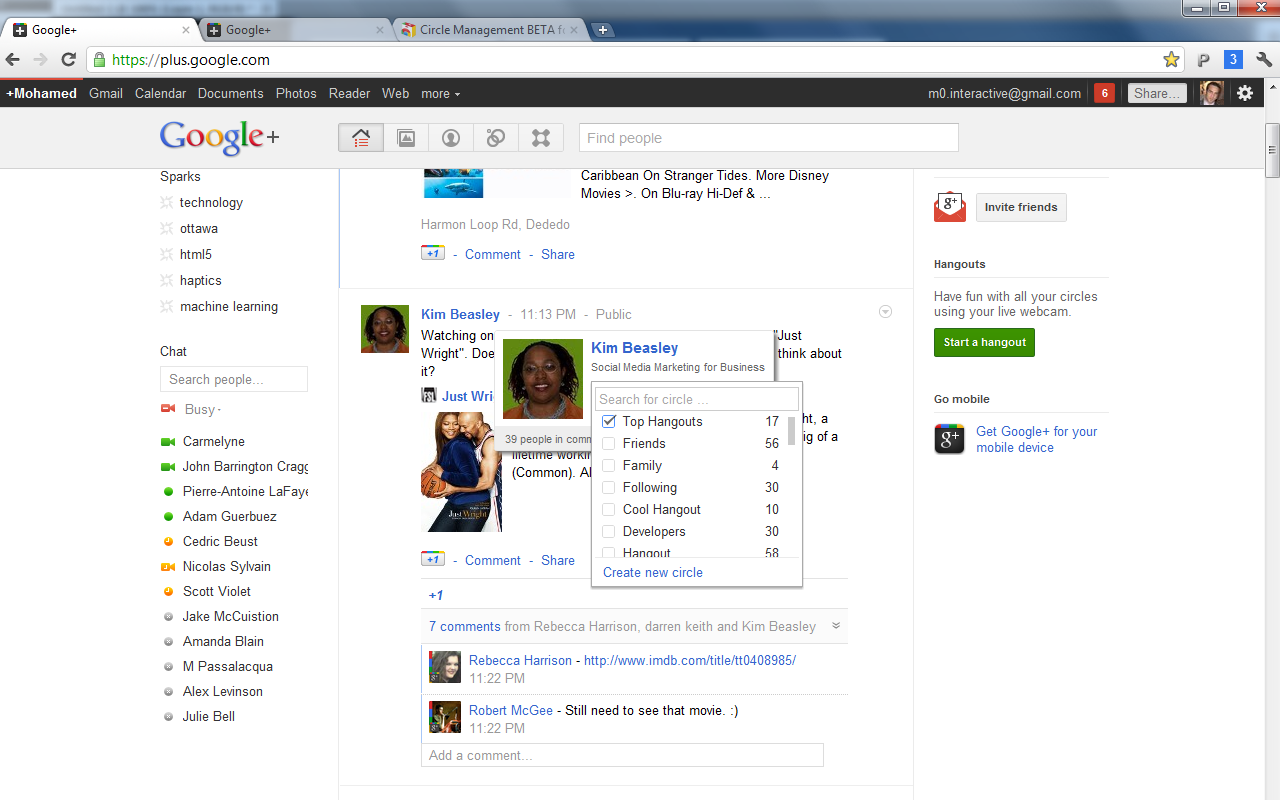 Google+
Google+
Circle Management BETA fo
https://plus.google.com
3
+Mohamed Gmail Calendar Documents Photos Reader Web more
m0.interactive@gmail.com 6 Share...
Google+
Find people
Sparks
technology
ottawa
html5
haptics
machine learning
Chat
Search people...
Busy
Carmelyne
John Barrington Cragg
Pierre-Antoine LaFaye
Adam Guerbuez
Cedric Beust
Nicolas Sylvain
Scott Violet
Jake McCuistion
Amanda Blain
M Passalacqua
Alex Levinson
Julie Bell
Caribbean On Stranger Tides. More Disney
Movies >. On Blu-ray Hi-Def & ...
Harmon Loop Rd, Dededo
+1 - Comment - Share
Kim Beasley - 11:13 PM - Public
Watching on "Just
Wright". Doe think about
it?
Just Wri
ht, a
ig of a
lifetime workin
(Common). Al
Just Wright
Kim Beasley
Social Media Marketing for Business
39 people in comm
Search for circle ...
Top Hangouts 17
Friends 56
Family 4
Following 30
Cool Hangout 10
Developers 30
Hangout 58
Create new circle
+1 - Comment - Share
+1
7 comments from Rebecca Harrison, darren keith and Kim Beasley
Rebecca Harrison - http://www.imdb.com/title/tt0408985/
11:22 PM
Robert McGee - Still need to see that movie. :)
11:22 PM
Add a comment...
g+
Invite friends
Hangouts
Have fun with all your circles
using your live webcam.
Start a hangout
Go mobile
g+
Get Google+ for your
mobile device